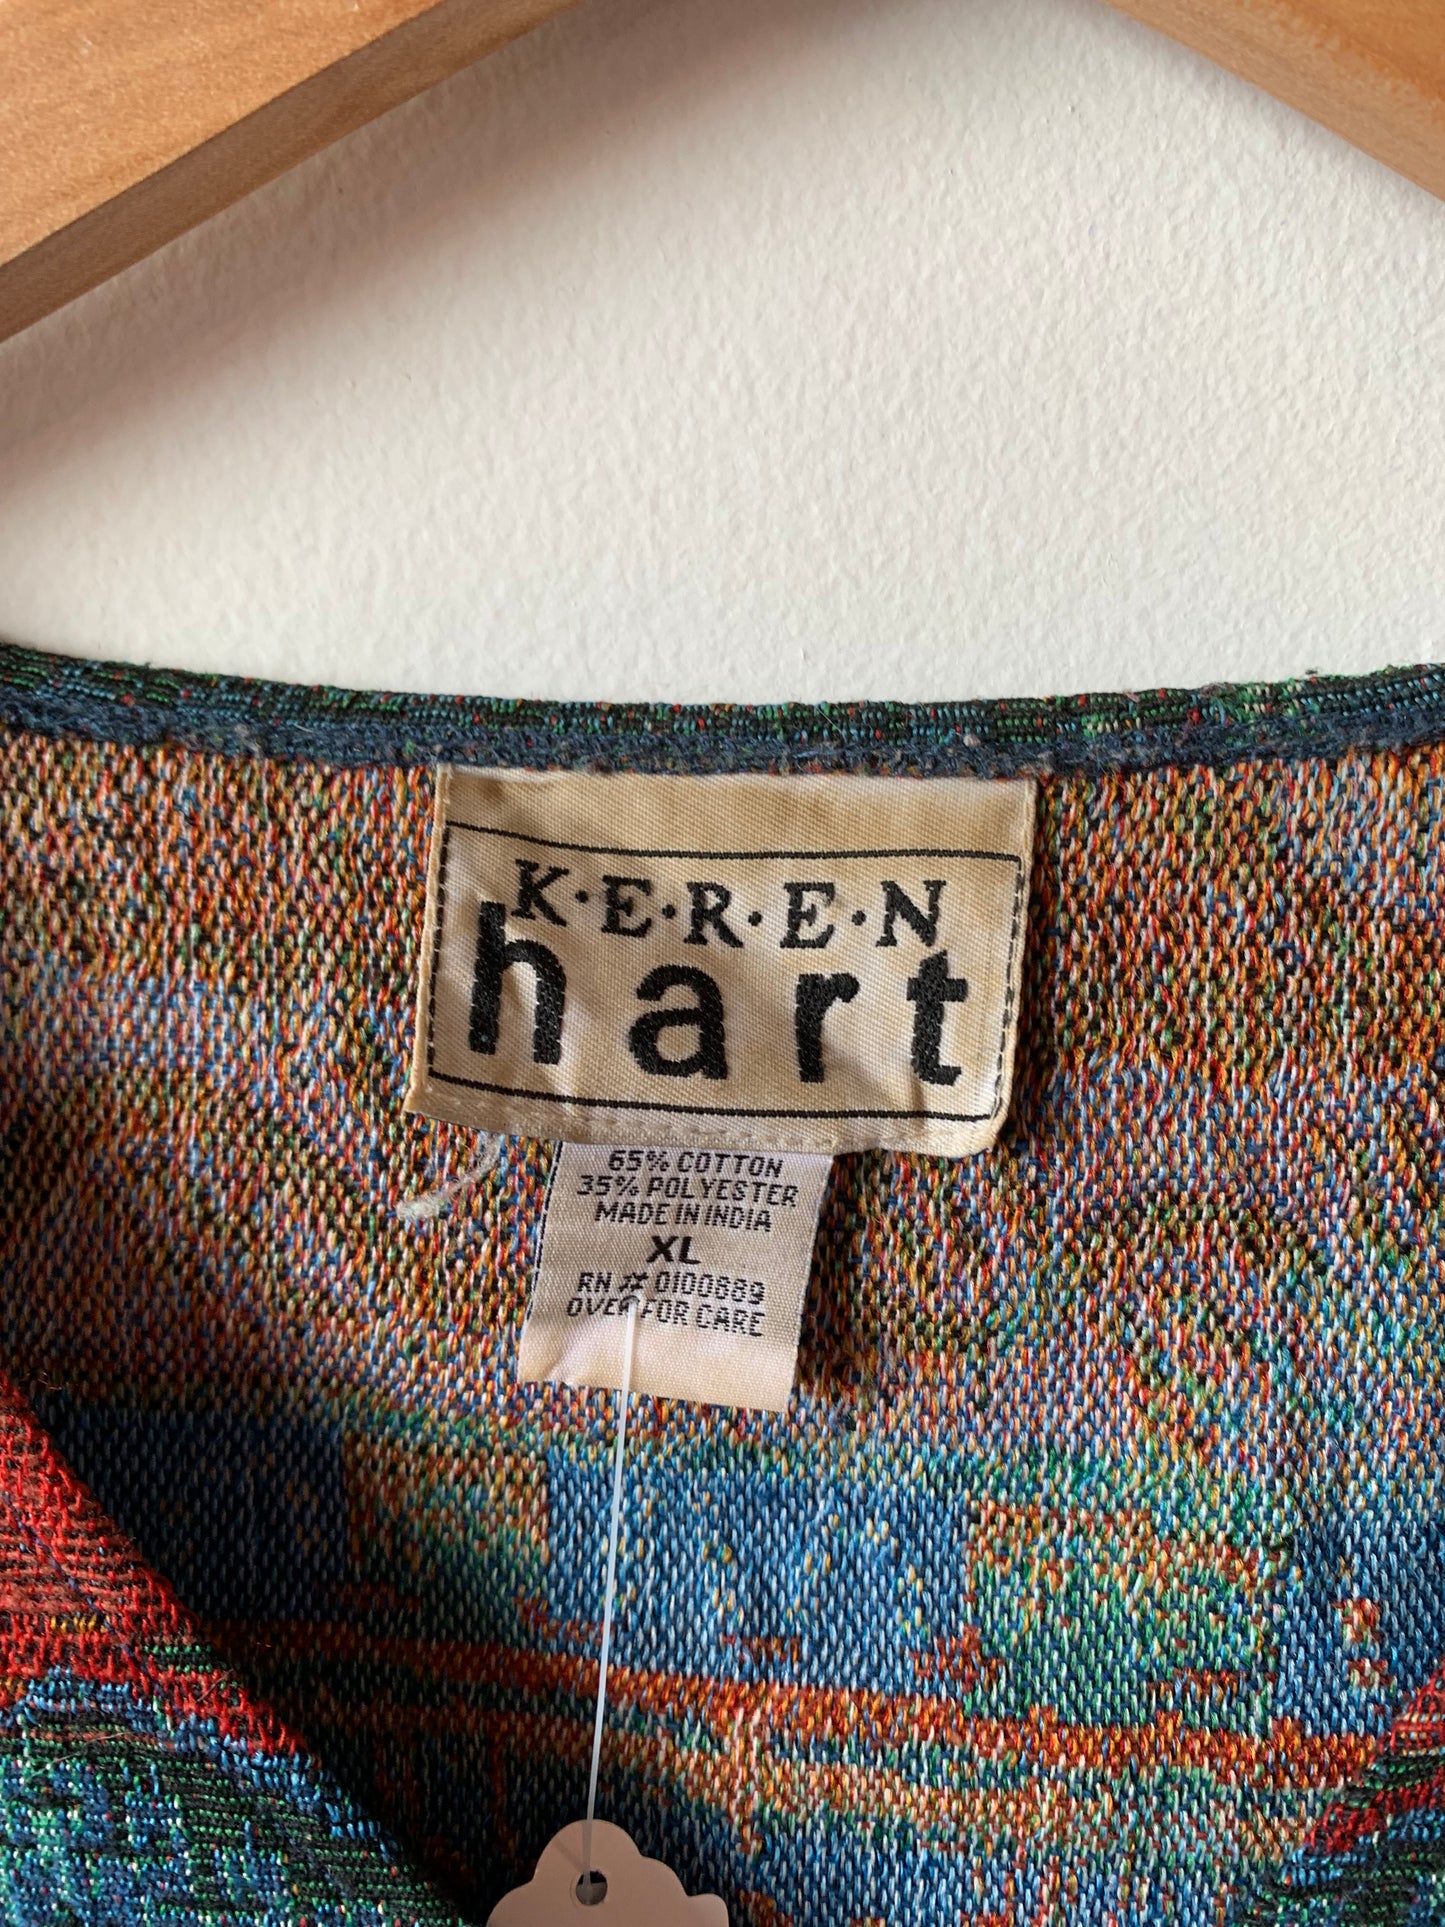 K·E·R·E·N
hart
65% COTTON
35% POLYESTER
MADE IN INDIA
XL
RN # 0100889
OVER FOR CARE